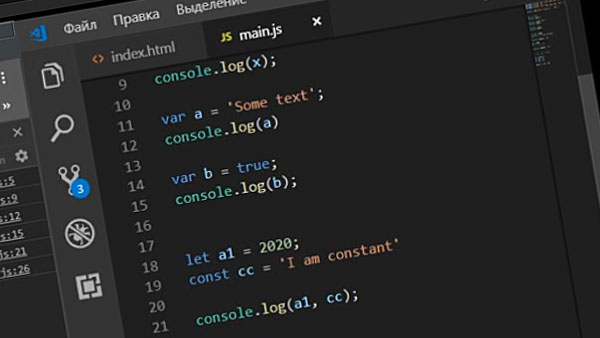 Файл Правка Выделение
index.html
JS main.js ×
9 console.log(x);
10
11 var a = 'Some text';
12 console.log(a)
13
14 var b = true;
15 console.log(b);
16
17
18 let a1 = 2020;
19 const cc = 'I am constant'
20
21 console.log(a1, cc);
3
s:5
s:9
s:12
s:15
js:21
js:26